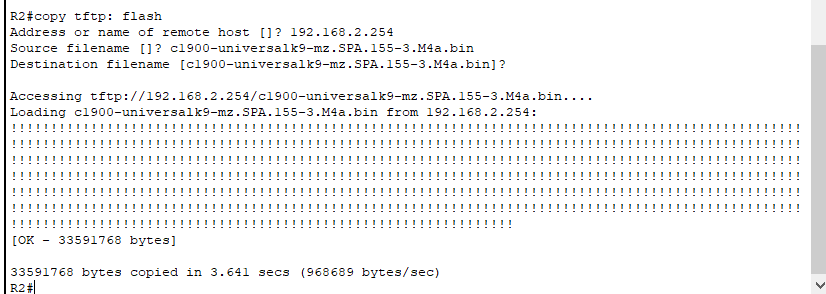 R2#copy tftp: flash
Address or name of remote host []? 192.168.2.254
Source filename []? c1900-universalk9-mz.SPA.155-3.M4a.bin
Destination filename [c1900-universalk9-mz.SPA.155-3.M4a.bin]?
Accessing tftp://192.168.2.254/c1900-universalk9-mz.SPA.155-3.M4a.bin....
Loading c1900-universalk9-mz.SPA.155-3.M4a.bin from 192.168.2.254:
!!!!!!!!!!!!!!!!!!!!!!!!!!!!!!!!!!!!!!!!!!!!!!!!!!!!!!!!!!!!!!!!!!!!!!!!!!!!!!!!!!!!!!!!!!!!!!!!!!!
!!!!!!!!!!!!!!!!!!!!!!!!!!!!!!!!!!!!!!!!!!!!!!!!!!!!!!!!!!!!!!!!!!!!!!!!!!!!!!!!!!!!!!!!!!!!!!!!!!!
!!!!!!!!!!!!!!!!!!!!!!!!!!!!!!!!!!!!!!!!!!!!!!!!!!!!!!!!!!!!!!!!!!!!!!!!!!!!!!!!!!!!!!!!!!!!!!!!!!!
!!!!!!!!!!!!!!!!!!!!!!!!!!!!!!!!!!!!!!!!!!!!!!!!!!!!!!!!!!!!!!!!!!!!!!!!!!!!!!!!!!!!!!!!!!!!!!!!!!!
!!!!!!!!!!!!!!!!!!!!!!!!!!!!!!!!!!!!!!!!!!!!!!!!!!!!!!!!!!!!!!!!!!!!!!!!!!!!!!!!!!!!!!!!!!!!!!!!!!!
!!!!!!!!!!!!!!!!!!!!!!!!!!!!!!!!!!!!!!!!!!!!!!!!!!!!!!!!!!!!!!!!!!!!!!!!!!!!!!!!!!!!!!!!!!!!!!!!!!!
!!!!!!!!!!!!!!!!!!!!!!!!!!!!!!!!!!!!!!!!!!!!!!!!!!!!!!!!!!!!!!!
[OK - 33591768 bytes]
33591768 bytes copied in 3.641 secs (968689 bytes/sec)
R2#